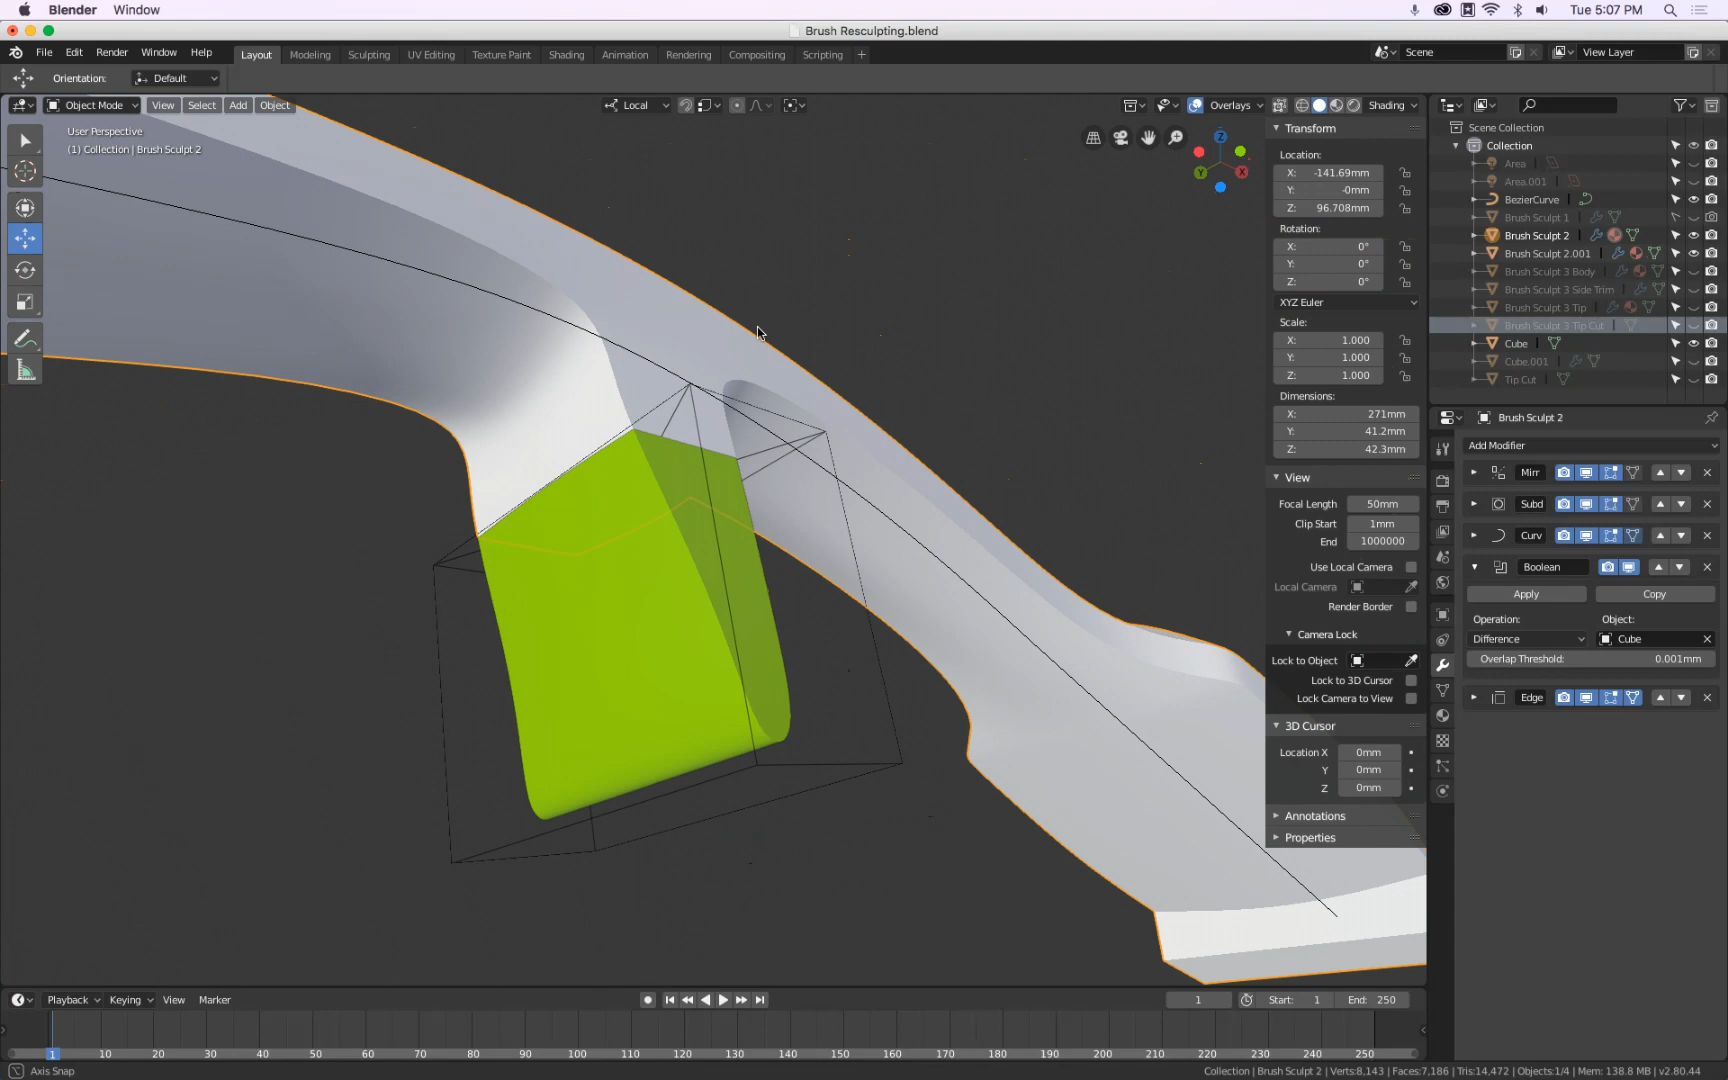 Blender Window Tue 5:07 PM
Brush Resculpting.blend
File Edit Render Window Help Layout Modeling Sculpting UV Editing Texture Paint Shading Animation Rendering Compositing Scripting + Scene View Layer
Orientation: Default
Object Mode View Select Add Object Local Overlays Shading
User Perspective
(1) Collection | Brush Sculpt 2
Z
Y
X
Transform
Location:
X: -141.69mm
Y: -0mm
Z: 96.708mm
Rotation:
X: 0°
Y: 0°
Z: 0°
XYZ Euler
Scale:
X: 1.000
Y: 1.000
Z: 1.000
Dimensions:
X: 271mm
Y: 41.2mm
Z: 42.3mm
View
Focal Length 50mm
Clip Start 1mm
End 1000000
Use Local Camera
Local Camera
Render Border
Camera Lock
Lock to Object
Lock to 3D Cursor
Lock Camera to View
3D Cursor
Location X 0mm
Y 0mm
Z 0mm
Annotations
Properties
Scene Collection
Collection
Area
Area.001
BezierCurve
Brush Sculpt 1
Brush Sculpt 2
Brush Sculpt 2.001
Brush Sculpt 3 Body
Brush Sculpt 3 Side Trim
Brush Sculpt 3 Tip
Brush Sculpt 3 Tip Cut
Cube
Cube.001
Tip Cut
Brush Sculpt 2
Add Modifier
Mirr
Subd
Curv
Boolean
Apply Copy
Operation: Object:
Difference Cube
Overlap Threshold: 0.001mm
Edge
Playback Keying View Marker 1 Start: 1 End: 250
1 10 20 30 40 50 60 70 80 90 100 110 120 130 140 150 160 170 180 190 200 210 220 230 240 250
Axis Snap Collection | Brush Sculpt 2 | Verts:8,143 | Faces:7,186 | Tris:14,472 | Objects:1/4 | Mem: 138.8 MB | v2.80.44